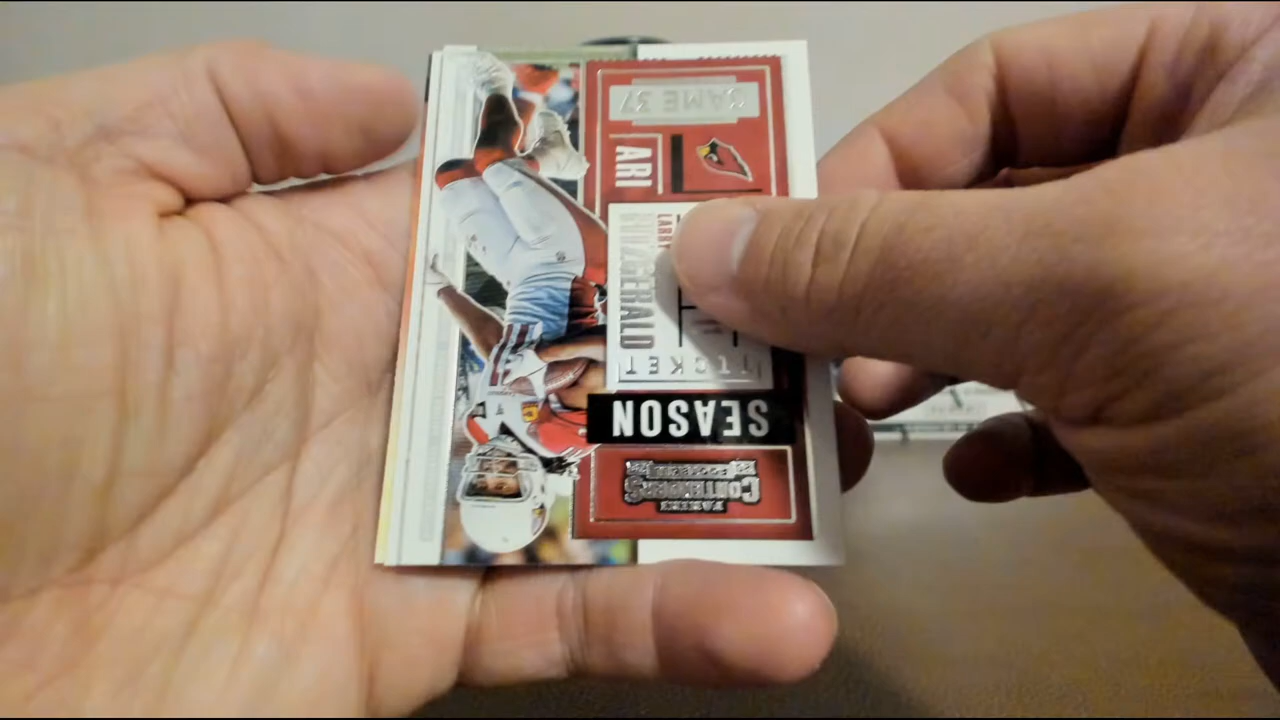 PANINI
CONTENDERS
SEASON
TICKET
LARRY
FITZGERALD
ARI
GAME 37